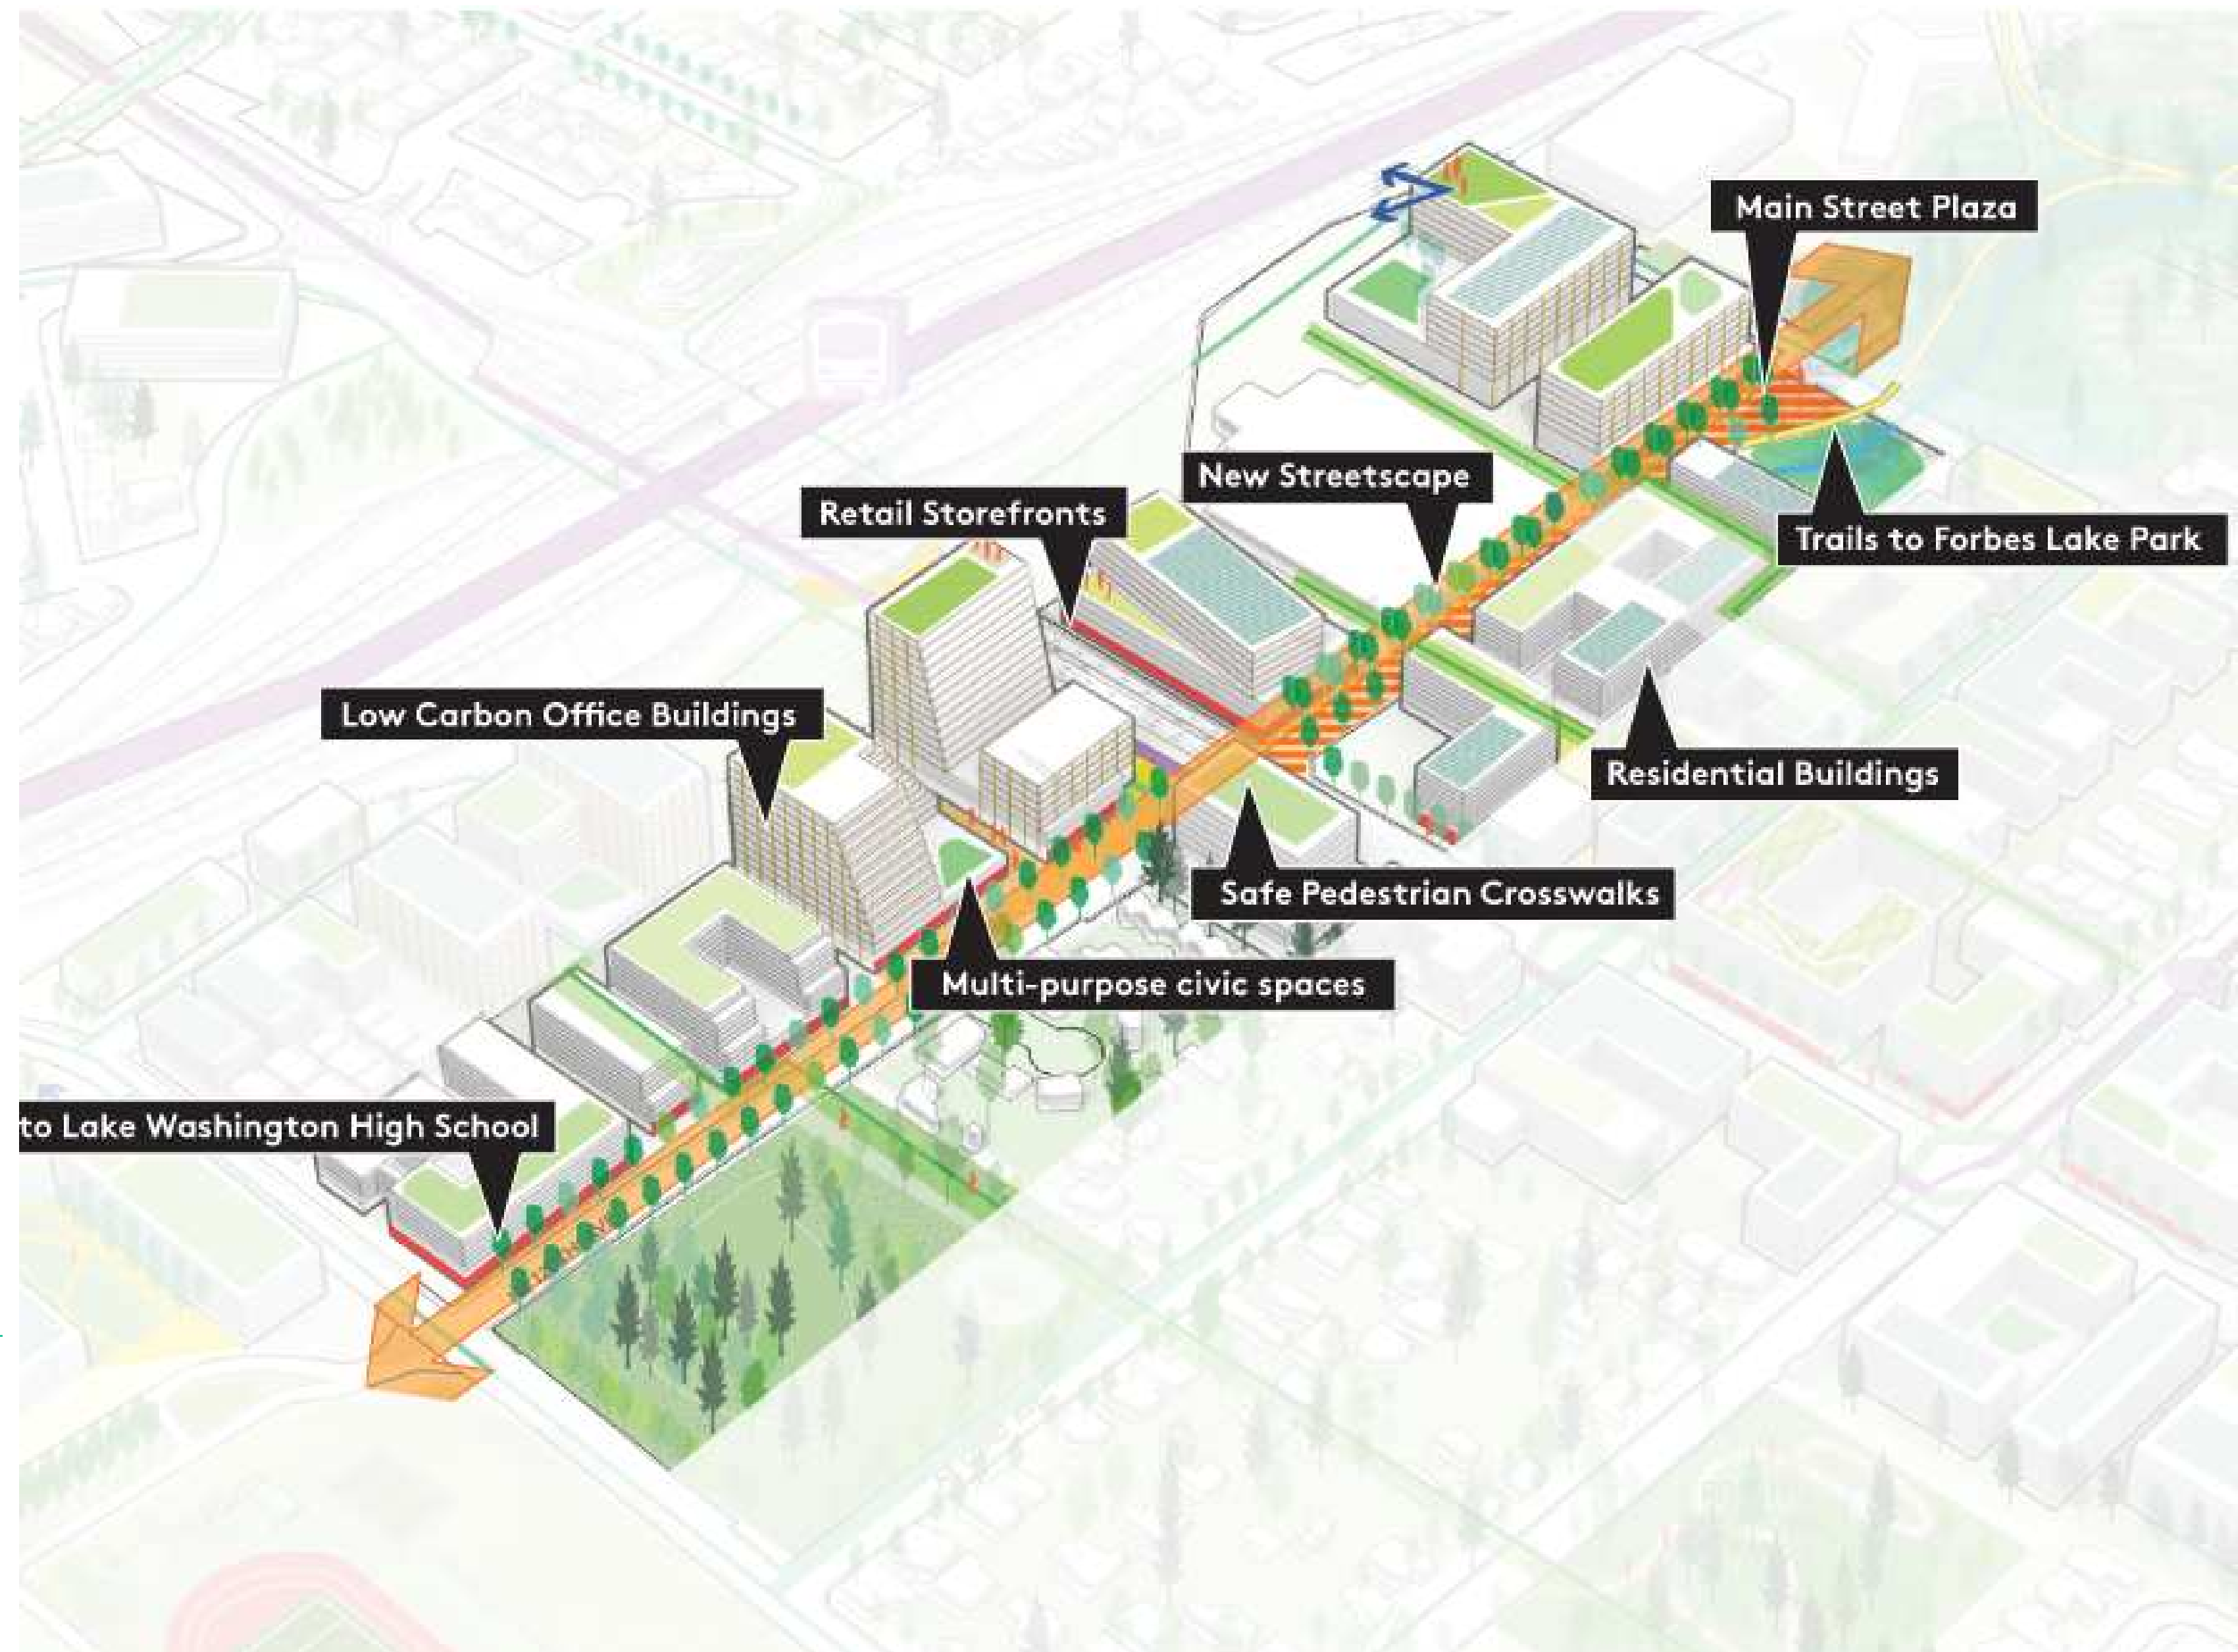 Main Street Plaza
New Streetscape
Retail Storefronts
Trails to Forbes Lake Park
Low Carbon Office Buildings
Residential Buildings
Safe Pedestrian Crosswalks
Multi-purpose civic spaces
to Lake Washington High School